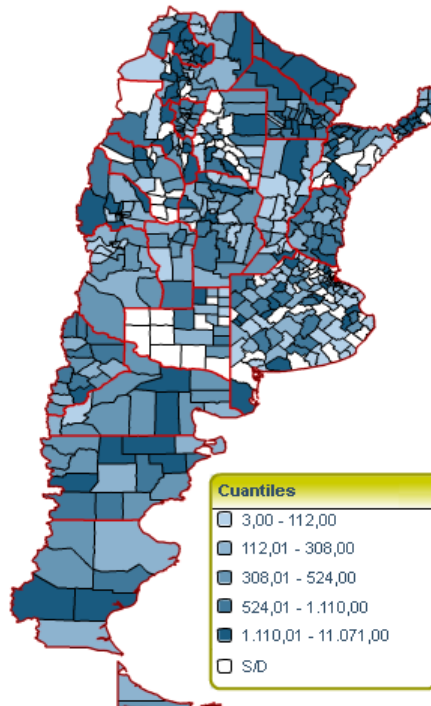 Cuantiles
3,00 - 112,00
112,01 - 308,00
308,01 - 524,00
524,01 - 1.110,00
1.110,01 - 11.071,00
S/D